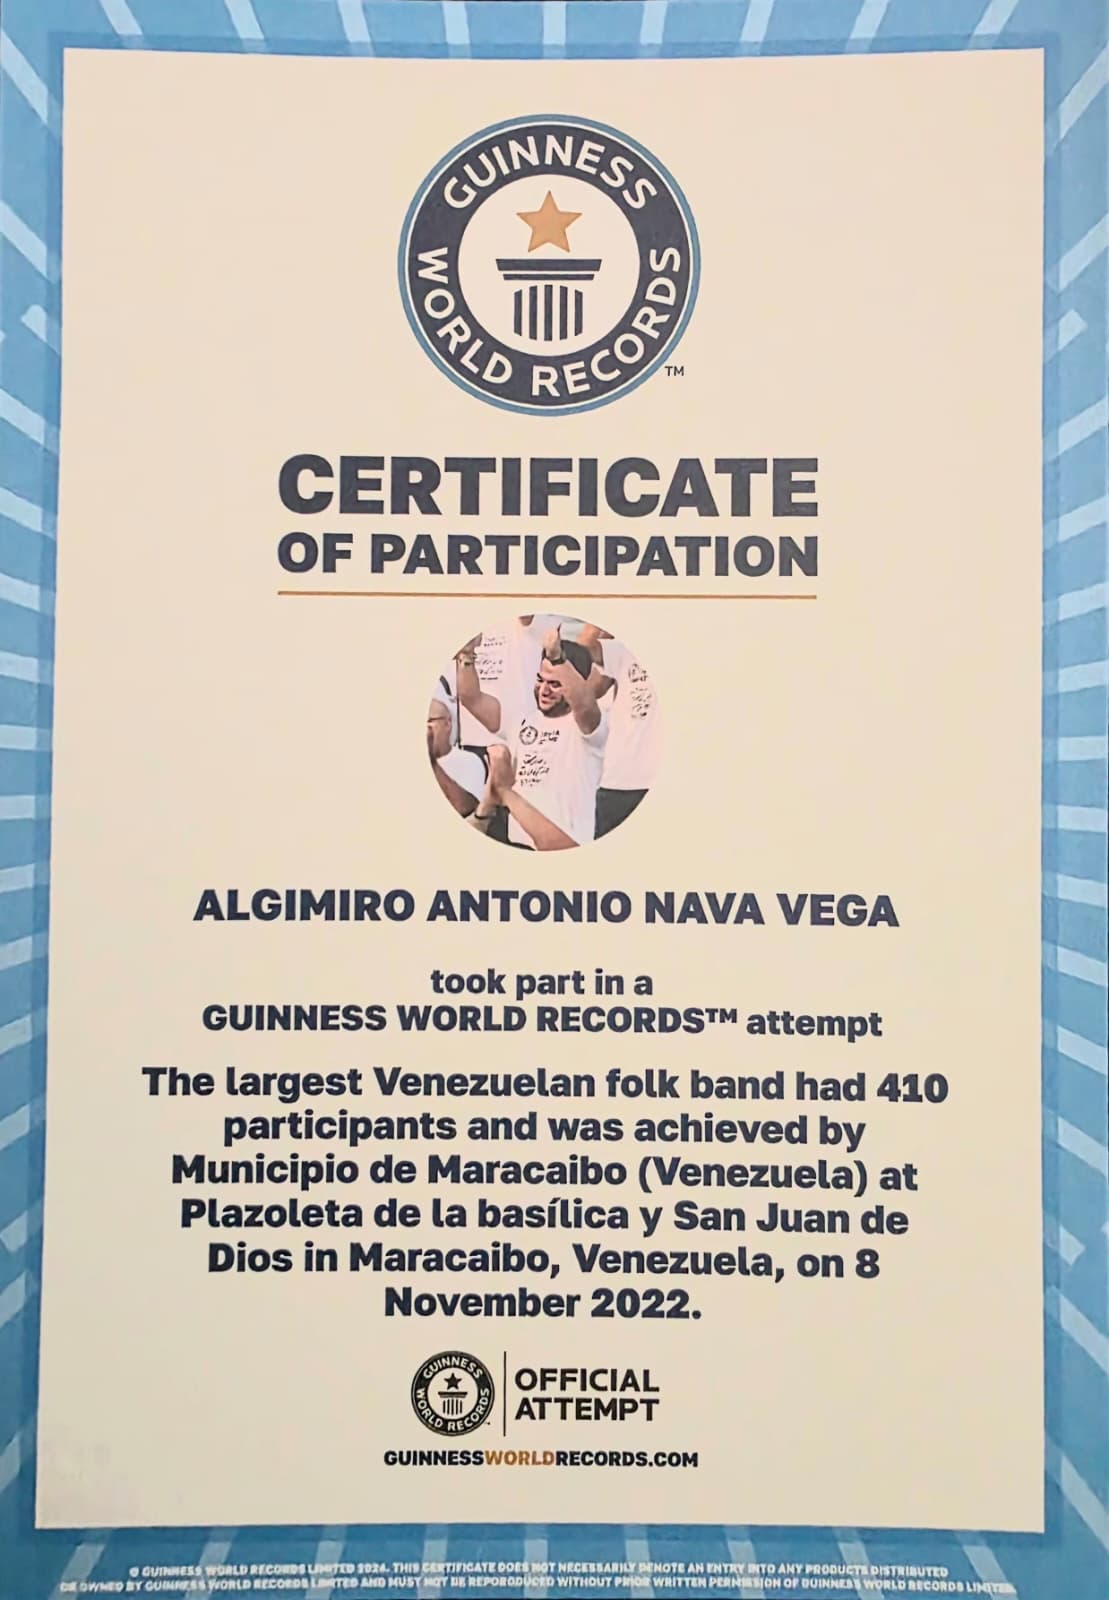 GUINNESS
WORLD RECORDS
TM
CERTIFICATE
OF PARTICIPATION
ALGIMIRO ANTONIO NAVA VEGA
took part in a
GUINNESS WORLD RECORDS™ attempt
The largest Venezuelan folk band had 410
participants and was achieved by
Municipio de Maracaibo (Venezuela) at
Plazoleta de la basílica y San Juan de
Dios in Maracaibo, Venezuela, on 8
November 2022.
GUINNESS
WORLD RECORDS
OFFICIAL
ATTEMPT
GUINNESSWORLDRECORDS.COM
© GUINNESS WORLD RECORDS LIMITED 2024. THIS CERTIFICATE DOES NOT NECESSARILY DENOTE AN ENTRY INTO ANY PRODUCTS DISTRIBUTED
OR OWNED BY GUINNESS WORLD RECORDS LIMITED AND MUST NOT BE REPORODUCED WITHOUT PRIOR WRITTEN PERMISSION OF GUINNESS WORLD RECORDS LIMITED.